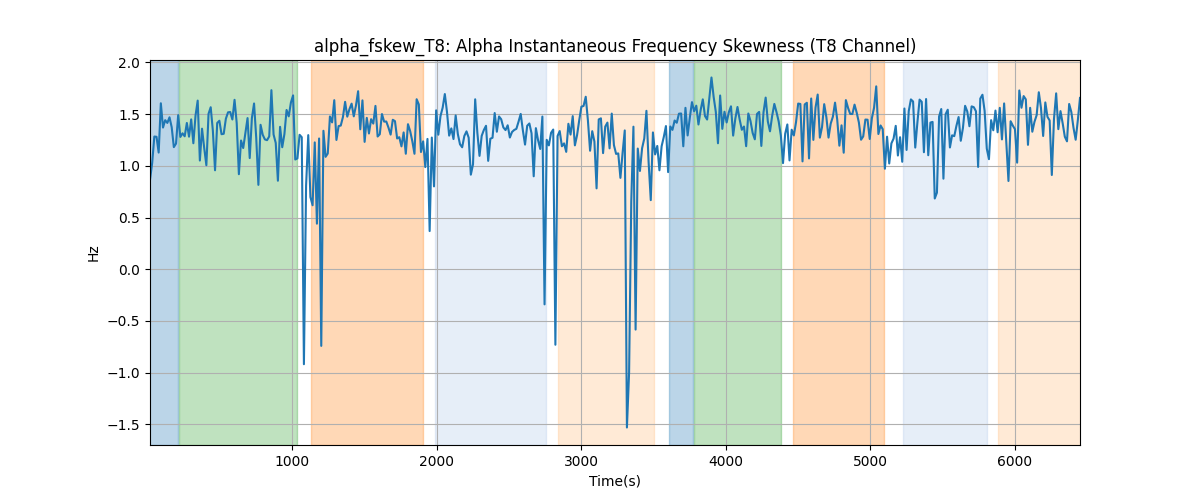 alpha_fskew_T8: Alpha Instantaneous Frequency Skewness (T8 Channel)
2.0
1.5
1.0
0.5
0.0
−0.5
−1.0
−1.5
Hz
1000 2000 3000 4000 5000 6000
Time(s)